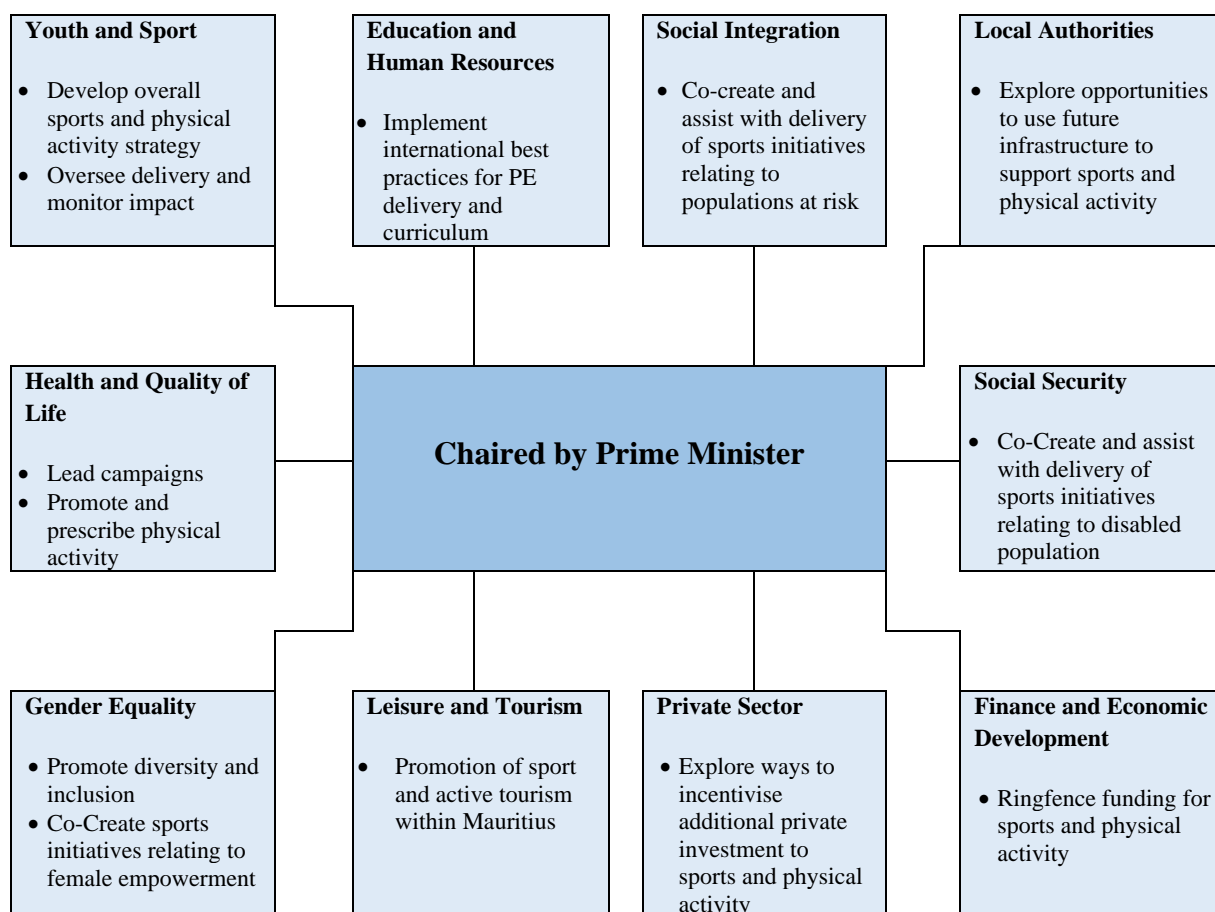 Youth and Sport
• Develop overall
sports and physical
activity strategy
• Oversee delivery and
monitor impact
Education and
Human Resources
• Implement
international best
practices for PE
delivery and
curriculum
Social Integration
• Co-create and
assist with delivery
of sports initiatives
relating to
populations at risk
Local Authorities
• Explore opportunities
to use future
infrastructure to
support sports and
physical activity
Health and Quality of
Life
• Lead campaigns
• Promote and
prescribe physical
activity
Chaired by Prime Minister
Social Security
• Co-Create and assist
with delivery of
sports initiatives
relating to disabled
population
Gender Equality
• Promote diversity and
inclusion
• Co-Create sports
initiatives relating to
female empowerment
Leisure and Tourism
• Promotion of sport
and active tourism
within Mauritius
Private Sector
• Explore ways to
incentivise
additional private
investment to
sports and physical
activity
Finance and Economic
Development
• Ringfence funding for
sports and physical
activity